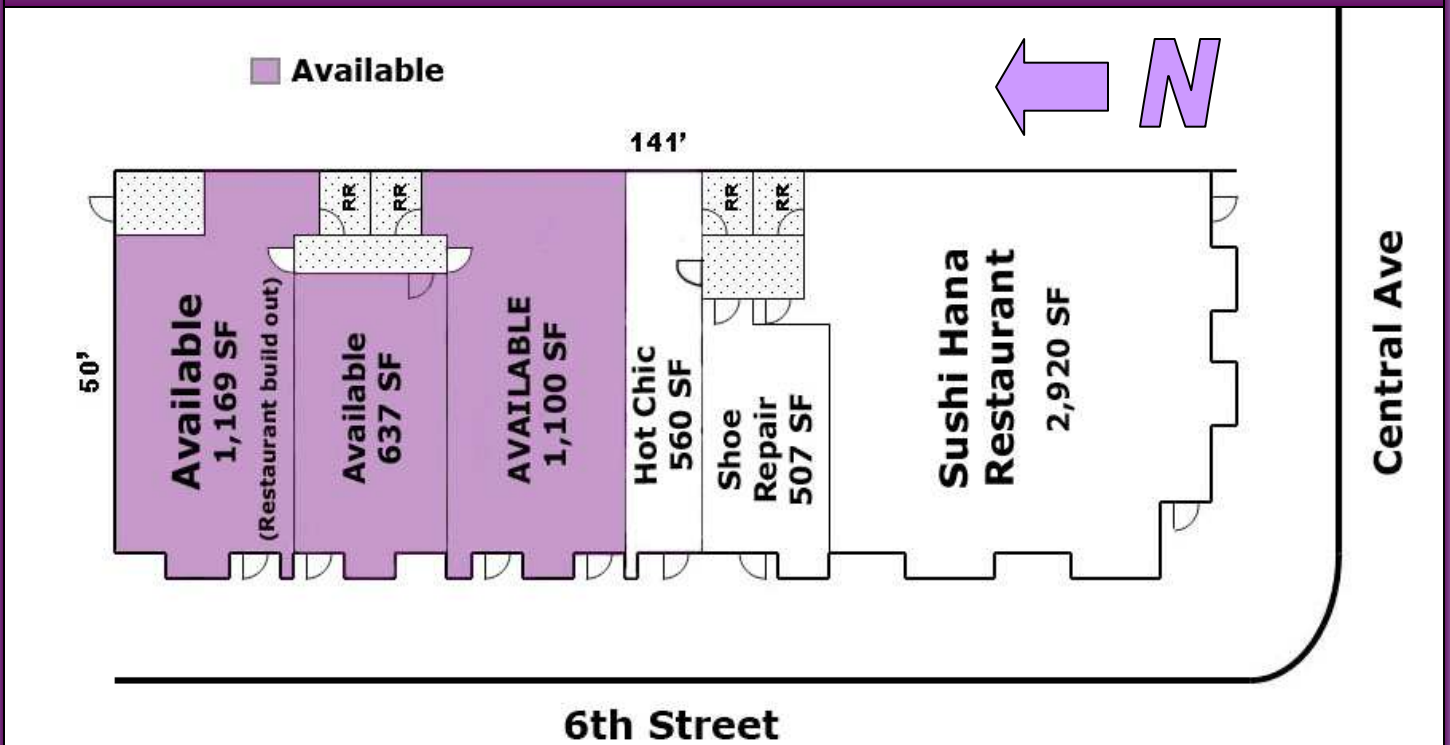 Available
N
141’
50’
RR
RR
RR
RR
Available
1,169 SF
(Restaurant build out)
Available
637 SF
AVAILABLE
1,100 SF
Hot Chic
560 SF
Shoe
Repair
507 SF
Sushi Hana
Restaurant
2,920 SF
Central Ave
6th Street